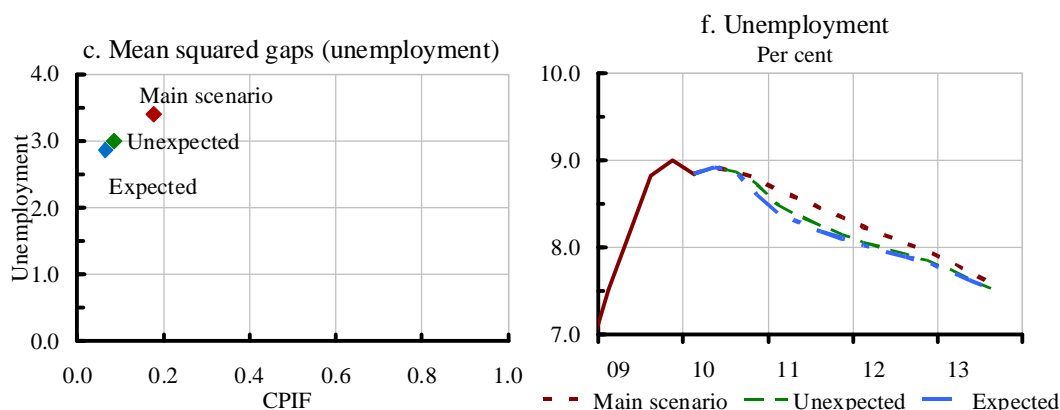 c. Mean squared gaps (unemployment)
4.0
3.0
2.0
1.0
0.0
Unemployment
Main scenario
Unexpected
Expected
0.0 0.2 0.4 0.6 0.8 1.0
CPIF
f. Unemployment
Per cent
10.0
9.0
8.0
7.0
09 10 11 12 13
Main scenario Unexpected Expected